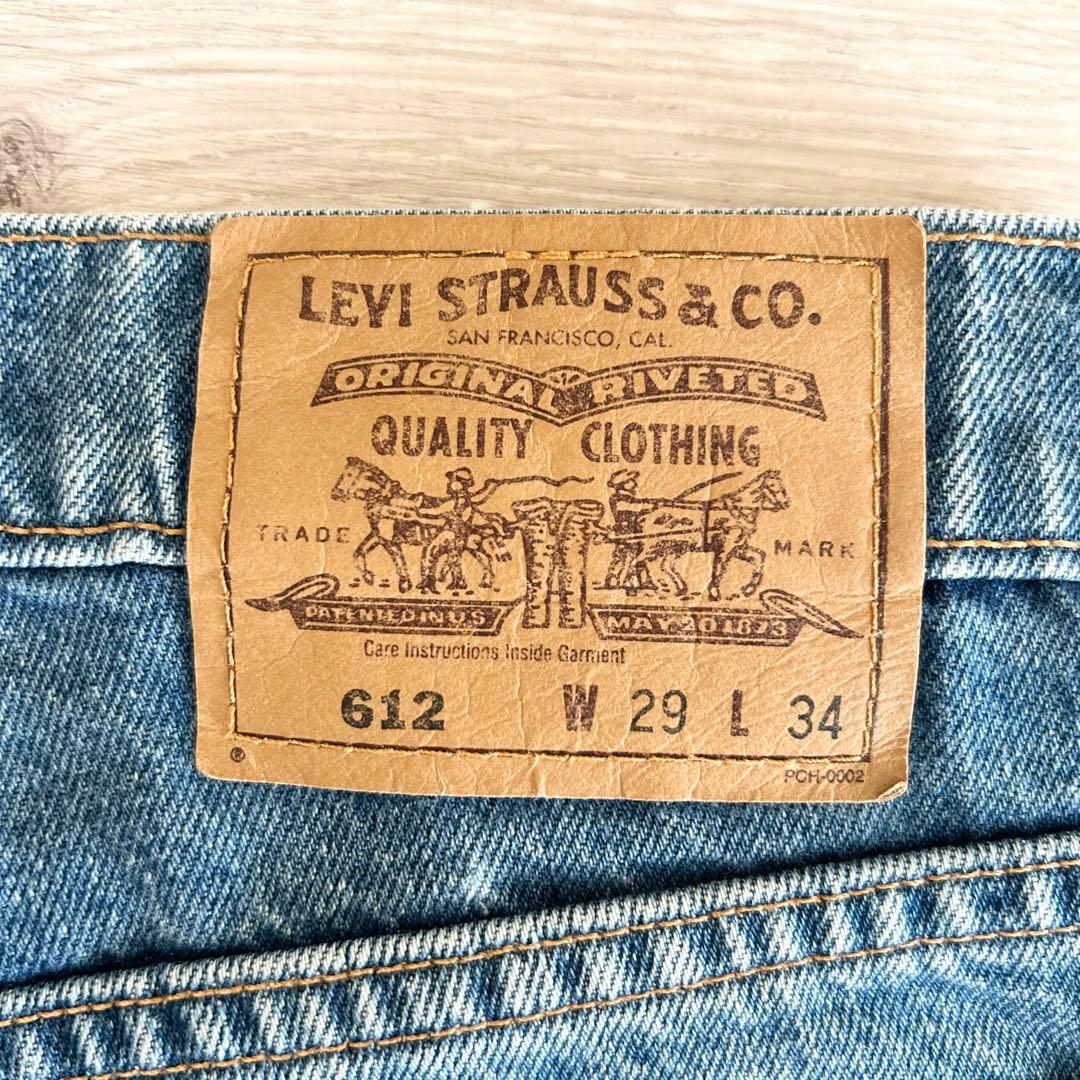 LEVI STRAUSS & CO.
SAN FRANCISCO, CAL.
ORIGINAL RIVETED
QUALITY CLOTHING
TRADE MARK
PATENTED IN U.S MAY 20 1873
Care Instructions Inside Garment
612 W 29 L 34
®
PCH-0002